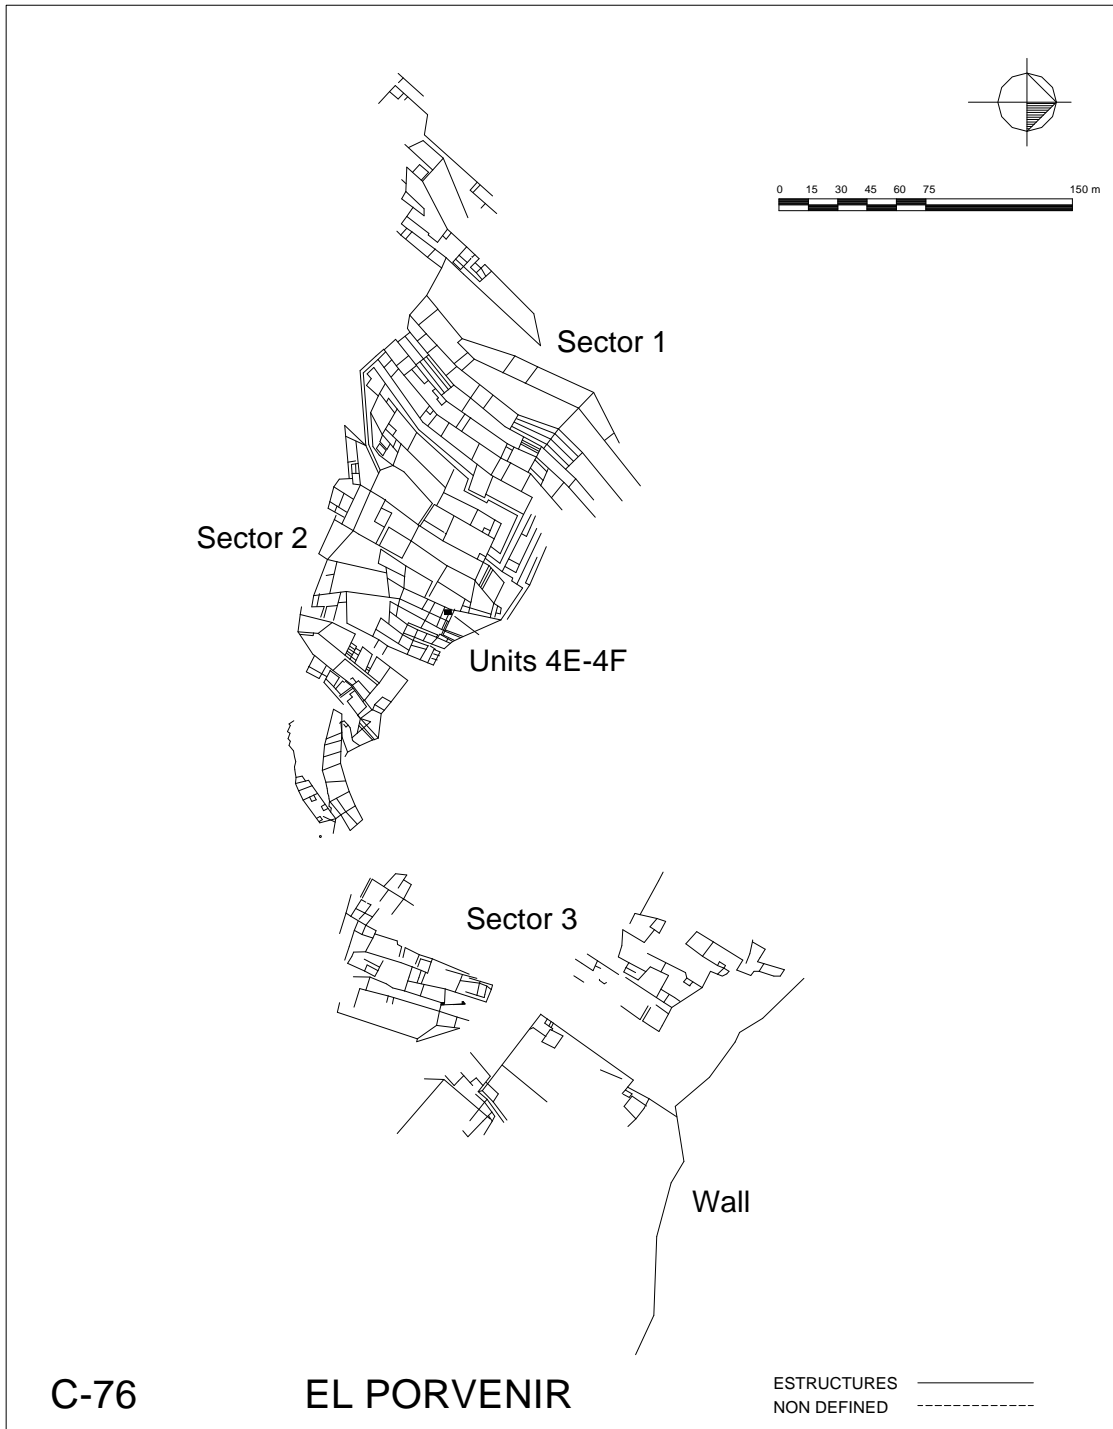 0 15 30 45 60 75 150 m
Sector 1
Sector 2
Units 4E-4F
Sector 3
Wall
C-76 EL PORVENIR
ESTRUCTURES
NON DEFINED